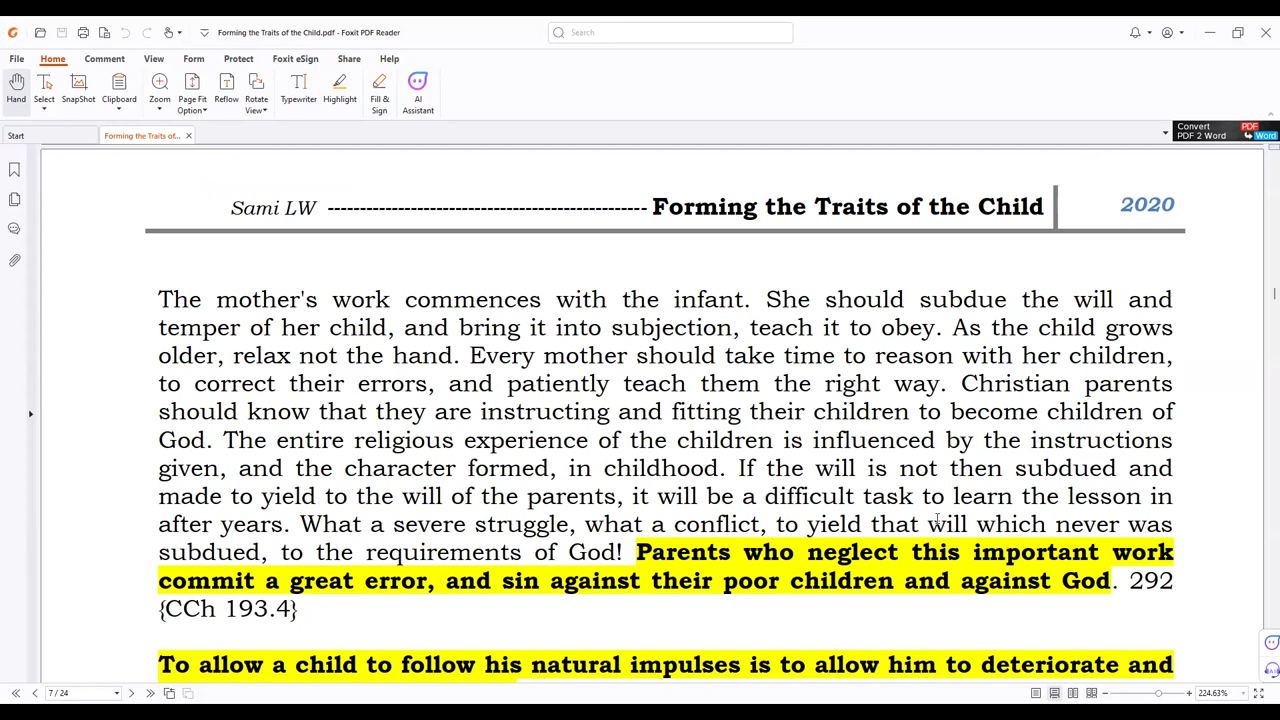 Forming the Traits of the Child.pdf - Foxit PDF Reader
Search
File Home Comment View Form Protect Foxit eSign Share Help
Hand Select SnapShot Clipboard Zoom Page Fit Option Reflow Rotate View Typewriter Highlight Fill & Sign AI Assistant
Start Forming the Traits of...
Convert PDF 2 Word PDF Word
Sami LW ------------------------------------------------- Forming the Traits of the Child 2020
The mother's work commences with the infant. She should subdue the will and
temper of her child, and bring it into subjection, teach it to obey. As the child grows
older, relax not the hand. Every mother should take time to reason with her children,
to correct their errors, and patiently teach them the right way. Christian parents
should know that they are instructing and fitting their children to become children of
God. The entire religious experience of the children is influenced by the instructions
given, and the character formed, in childhood. If the will is not then subdued and
made to yield to the will of the parents, it will be a difficult task to learn the lesson in
after years. What a severe struggle, what a conflict, to yield that will which never was
subdued, to the requirements of God! Parents who neglect this important work
commit a great error, and sin against their poor children and against God. 292
{CCh 193.4}
To allow a child to follow his natural impulses is to allow him to deteriorate and
7 / 24 224.63%